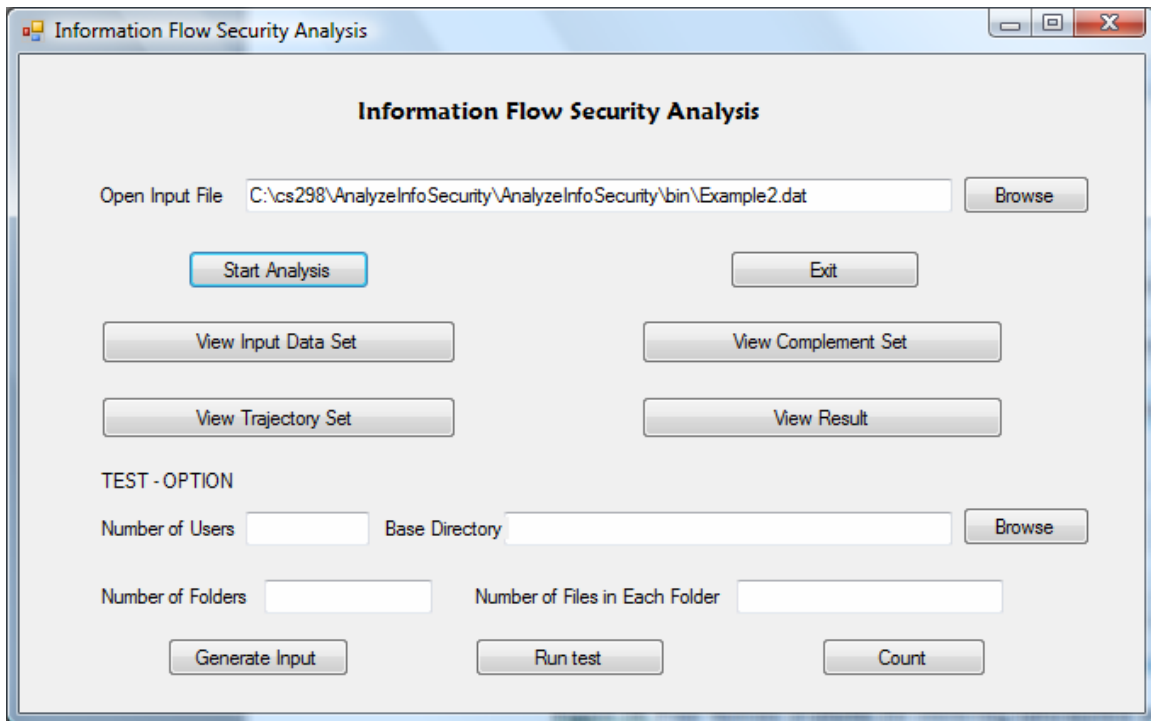 Information Flow Security Analysis
Information Flow Security Analysis
Open Input File C:\cs298\AnalyzeInfoSecurity\AnalyzeInfoSecurity\bin\Example2.dat Browse
Start Analysis Exit
View Input Data Set View Complement Set
View Trajectory Set View Result
TEST - OPTION
Number of Users Base Directory Browse
Number of Folders Number of Files in Each Folder
Generate Input Run test Count